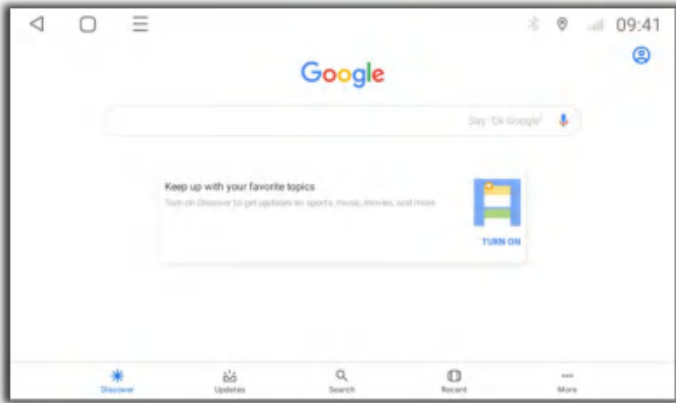 09:41
Google
Say "Ok Google"
Keep up with your favorite topics
Turn on Discover to get updates on sports, music, movies, and more
TURN ON
Discover
Updates
Search
Recent
More